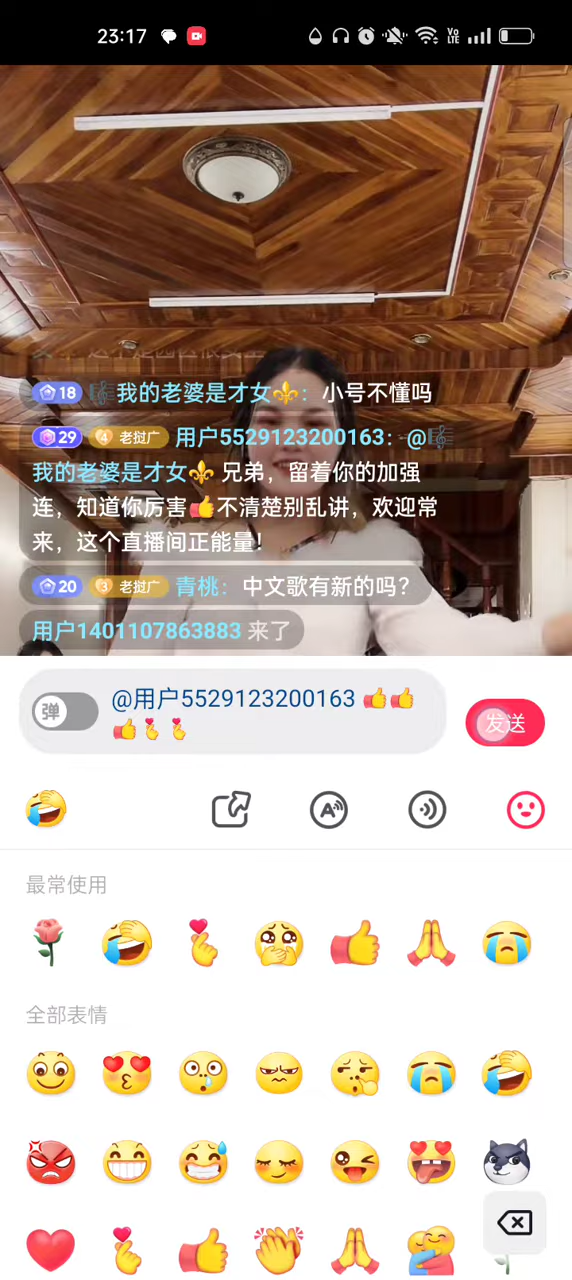 23:17
Vo LTE
18 我的老婆是才女⚜️：小号不懂吗
29 4 老挝广 用户5529123200163：@
我的老婆是才女⚜️ 兄弟，留着你的加强
连，知道你厉害👍不清楚别乱讲，欢迎常
来，这个直播间正能量！
20 3 老挝广 青桃：中文歌有新的吗？
用户1401107863883 来了
弹 @用户5529123200163 👍👍
👍🫰🫰
发送
A
最常使用
全部表情